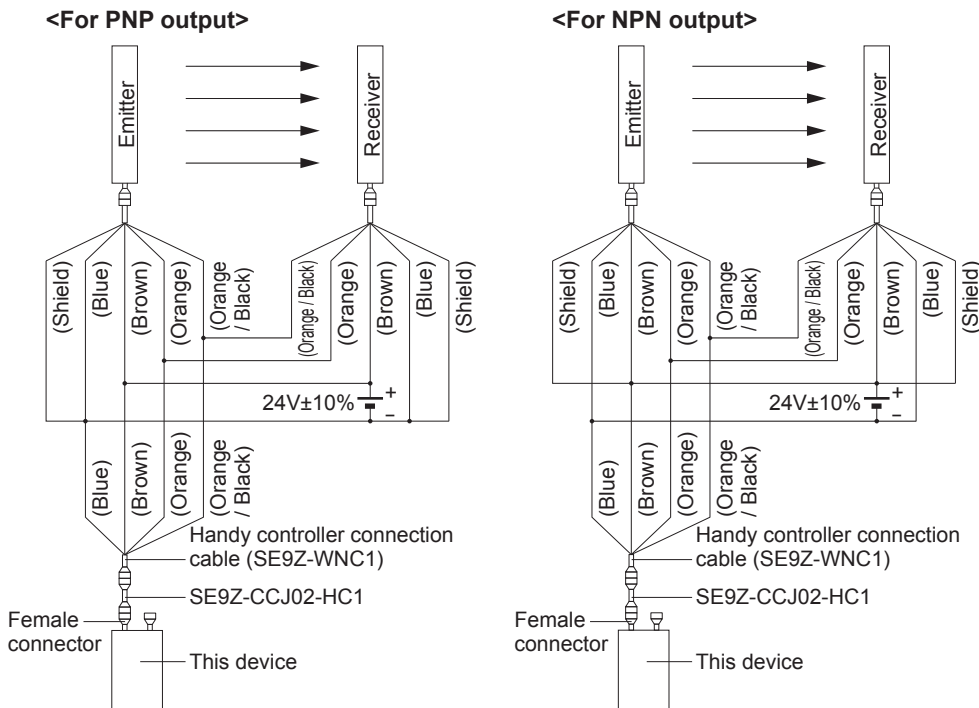 <For PNP output>
Emitter
Receiver
(Shield)
(Blue)
(Brown)
(Orange)
(Orange
/ Black)
(Orange / Black)
(Orange)
(Brown)
(Blue)
(Shield)
24V±10%
+
−
(Blue)
(Brown)
(Orange)
(Orange
/ Black)
Handy controller connection
cable (SE9Z-WNC1)
SE9Z-CCJ02-HC1
Female
connector
This device
<For NPN output>
Emitter
Receiver
(Shield)
(Blue)
(Brown)
(Orange)
(Orange
/ Black)
(Orange / Black)
(Orange)
(Brown)
(Blue)
(Shield)
24V±10%
+
−
(Blue)
(Brown)
(Orange)
(Orange
/ Black)
Handy controller connection
cable (SE9Z-WNC1)
SE9Z-CCJ02-HC1
Female
connector
This device